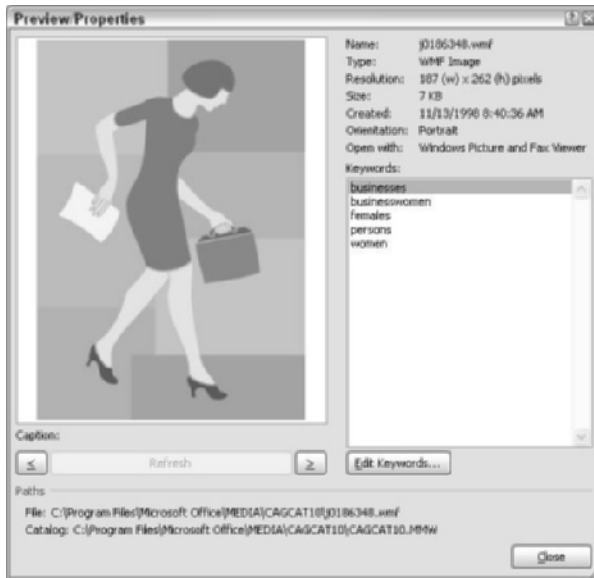 Preview/Properties
Name: j0186348.wmf
Type: WMF Image
Resolution: 187 (w) x 262 (h) pixels
Size: 7 KB
Created: 11/13/1998 8:40:36 AM
Orientation: Portrait
Open with: Windows Picture and Fax Viewer
Keywords:
businesses
businesswomen
females
persons
women
Caption:
< Refresh > Edit Keywords...
Paths
File: C:\Program Files\Microsoft Office\MEDIA\CAGCAT10\j0186348.wmf
Catalog: C:\Program Files\Microsoft Office\MEDIA\CAGCAT10\CAGCAT10.MMW
Close